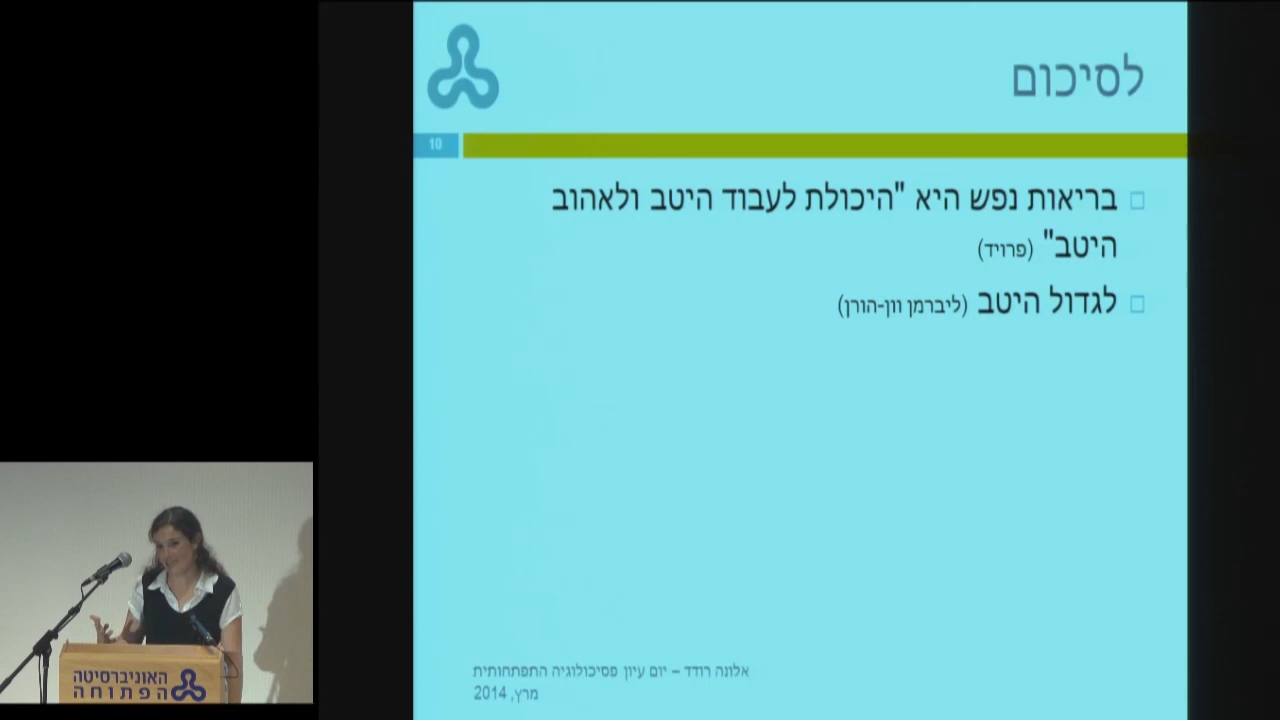 לסיכום
10
בריאות נפש היא "היכולת לעבוד היטב ולאהוב
היטב" (פרויד)
לגדול היטב (ליברמן וון-הורן)
אלונה רודד – יום עיון פסיכולוגיה התפתחותית
מרץ, 2014
האוניברסיטה
הפתוחה